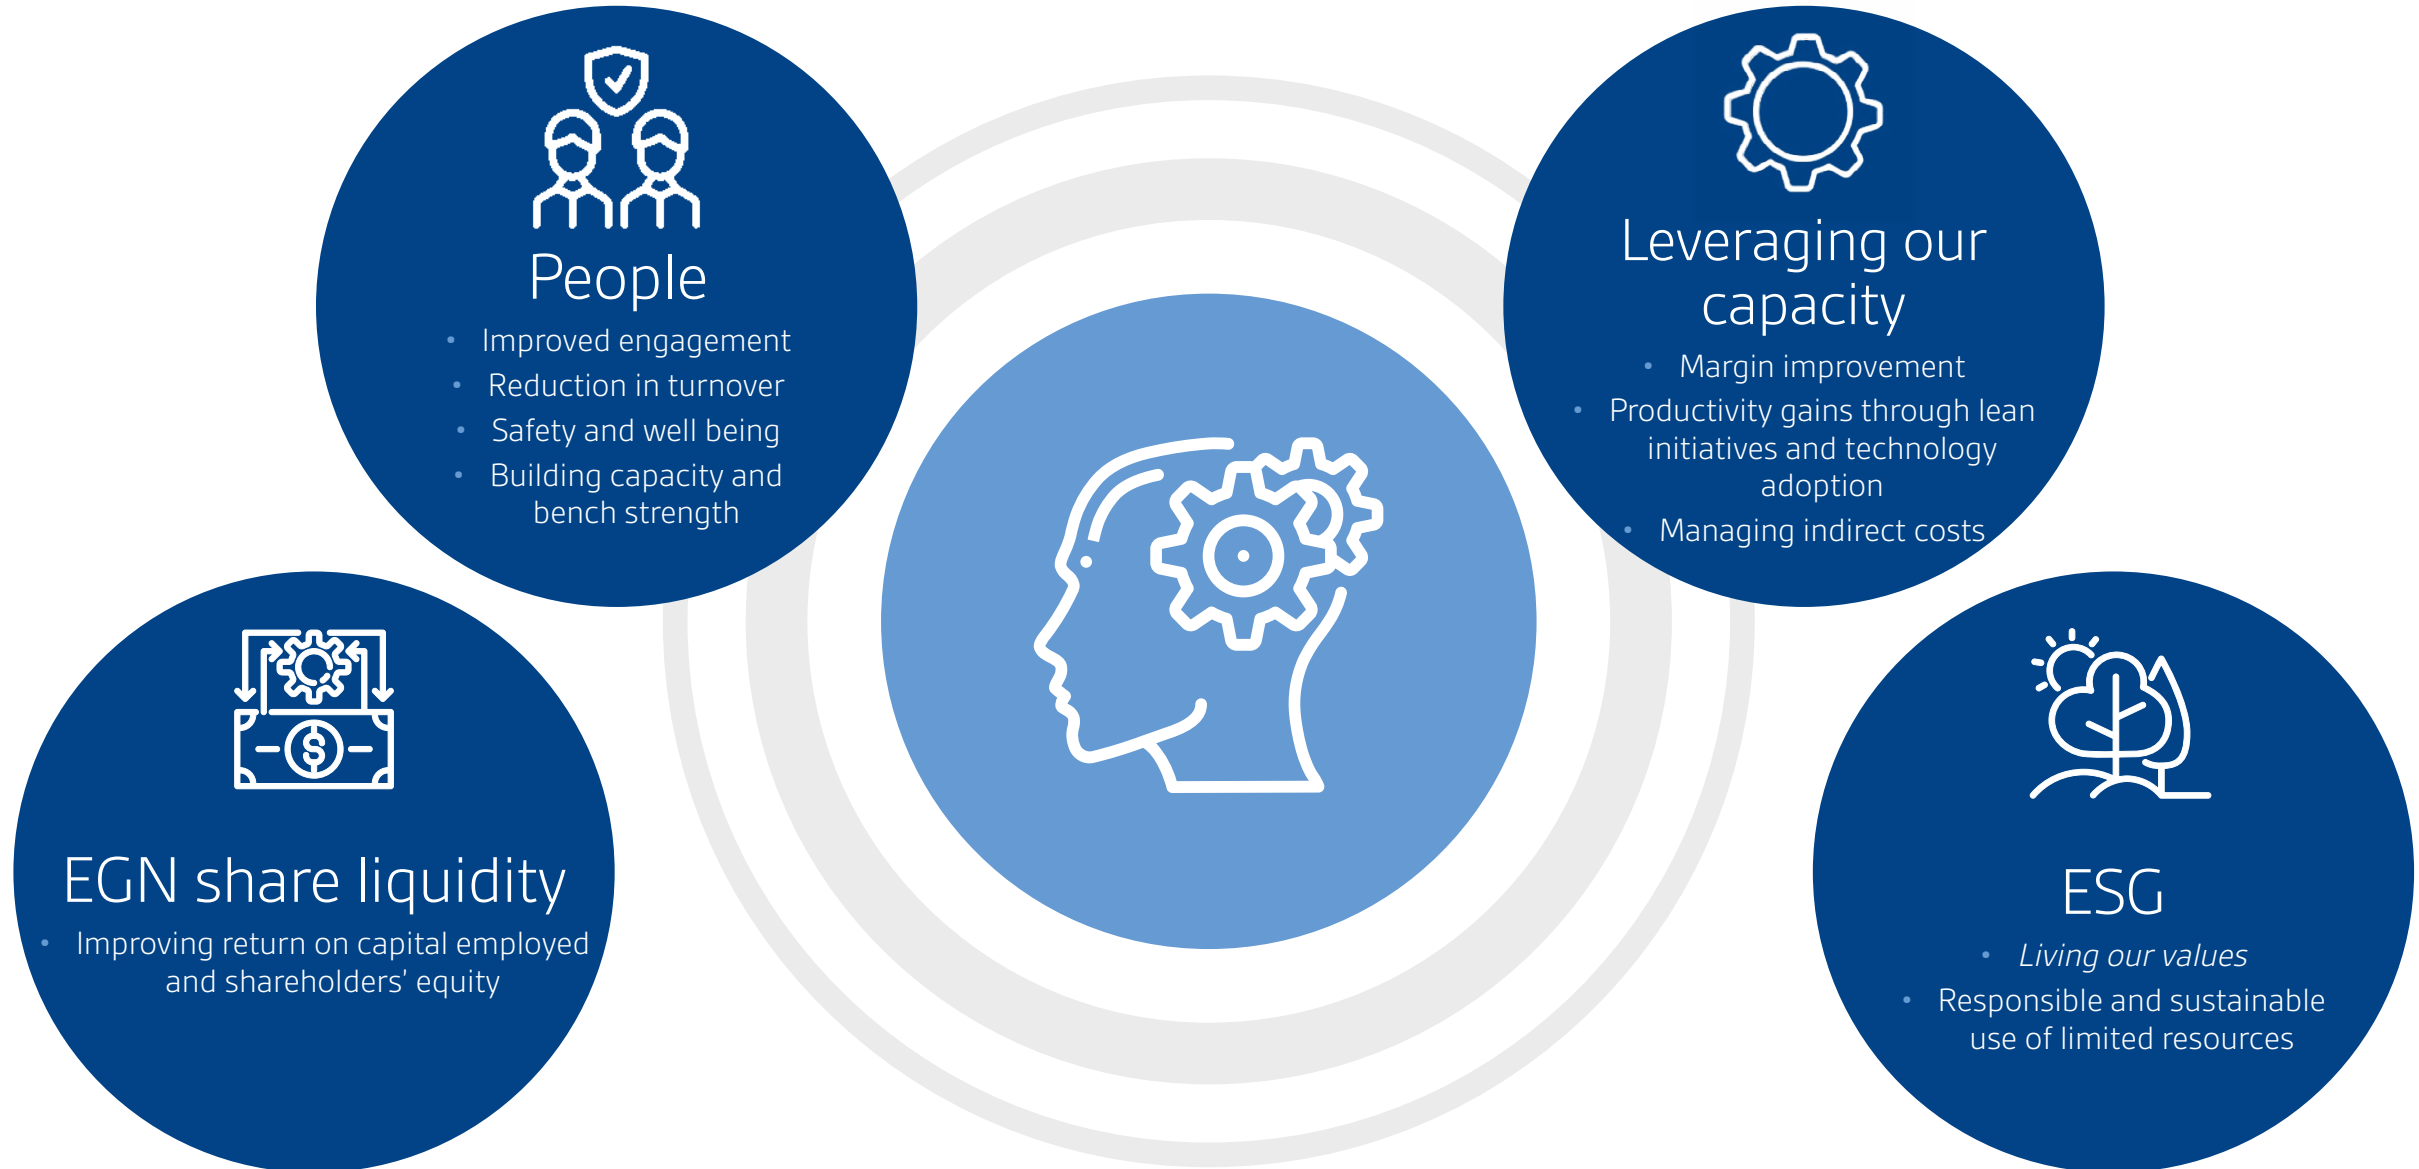 People
• Improved engagement
• Reduction in turnover
• Safety and well being
• Building capacity and
bench strength
Leveraging our
capacity
• Margin improvement
• Productivity gains through lean
initiatives and technology
adoption
• Managing indirect costs
EGN share liquidity
• Improving return on capital employed
and shareholders' equity
ESG
• Living our values
• Responsible and sustainable
use of limited resources